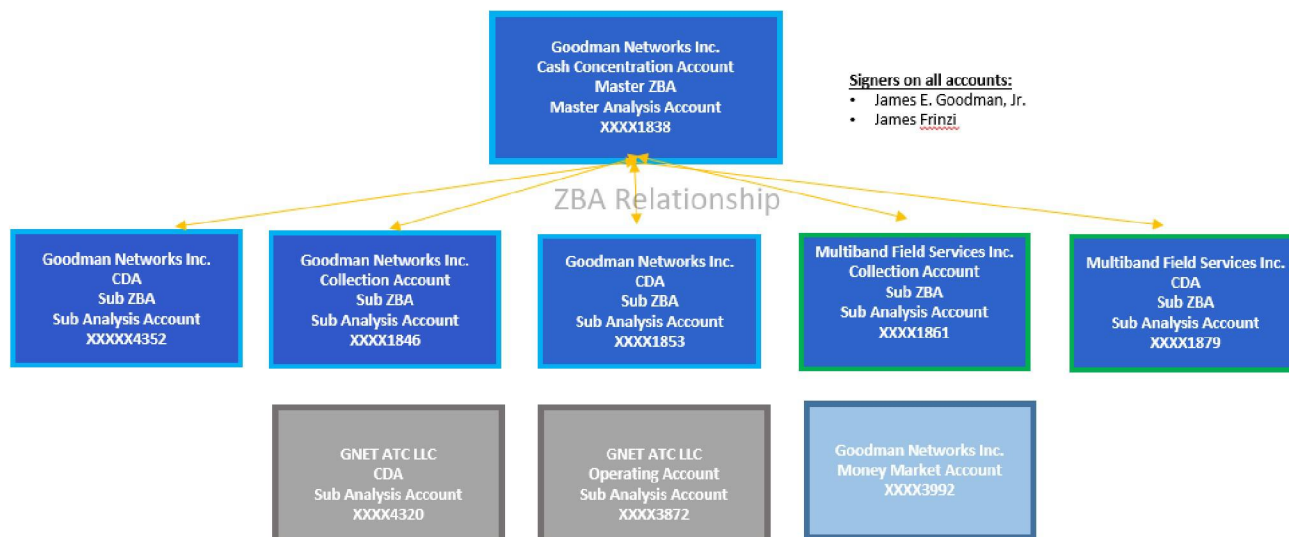 Goodman Networks Inc.
Cash Concentration Account
Master ZBA
Master Analysis Account
XXXX1838
Signers on all accounts:
• James E. Goodman, Jr.
• James Frinzi
ZBA Relationship
Goodman Networks Inc.
CDA
Sub ZBA
Sub Analysis Account
XXXXX4352
Goodman Networks Inc.
Collection Account
Sub ZBA
Sub Analysis Account
XXXX1846
Goodman Networks Inc.
CDA
Sub ZBA
Sub Analysis Account
XXXX1853
Multiband Field Services Inc.
Collection Account
Sub ZBA
Sub Analysis Account
XXXX1861
Multiband Field Services Inc.
CDA
Sub ZBA
Sub Analysis Account
XXXX1879
GNET ATC LLC
CDA
Sub Analysis Account
XXXX4320
GNET ATC LLC
Operating Account
Sub Analysis Account
XXXX3872
Goodman Networks Inc.
Money Market Account
XXXX3992